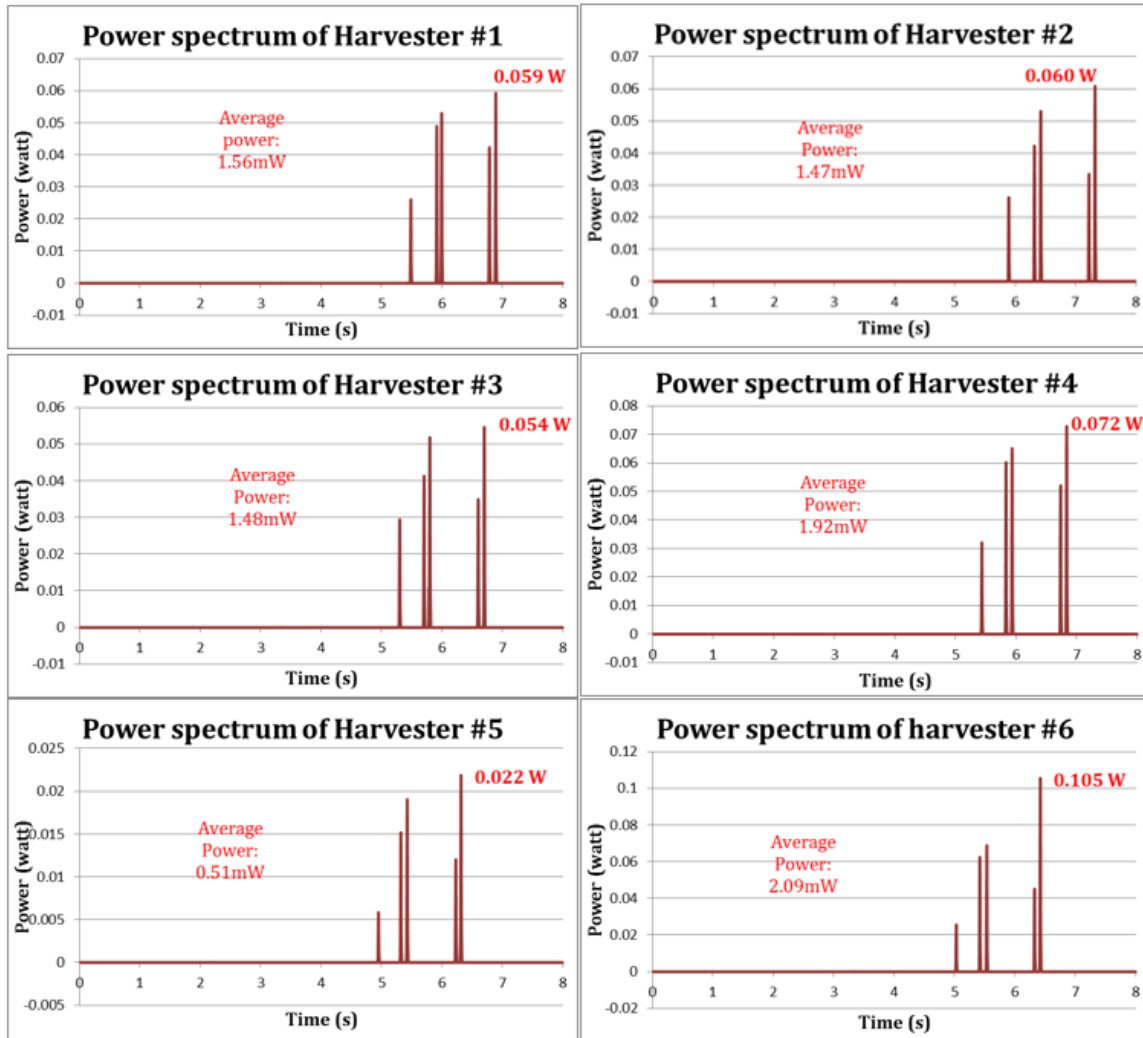 Power spectrum of Harvester #1
0.07
0.06
0.05
0.04
0.03
0.02
0.01
0
-0.01
Power (watt)
0.059 W
Average
power:
1.56mW
0 1 2 3 4 5 6 7 8
Time (s)
Power spectrum of Harvester #2
0.07
0.06
0.05
0.04
0.03
0.02
0.01
0
-0.01
Power (watt)
0.060 W
Average
Power:
1.47mW
0 1 2 3 4 5 6 7 8
Time (s)
Power spectrum of Harvester #3
0.06
0.05
0.04
0.03
0.02
0.01
0
-0.01
Power (watt)
0.054 W
Average
Power:
1.48mW
0 1 2 3 4 5 6 7 8
Time (s)
Power spectrum of Harvester #4
0.08
0.07
0.06
0.05
0.04
0.03
0.02
0.01
0
-0.01
Power (watt)
0.072 W
Average
Power:
1.92mW
0 1 2 3 4 5 6 7 8
Time (s)
Power spectrum of Harvester #5
0.025
0.02
0.015
0.01
0.005
0
-0.005
Power (watt)
0.022 W
Average
Power:
0.51mW
0 1 2 3 4 5 6 7 8
Time (s)
Power spectrum of harvester #6
0.12
0.1
0.08
0.06
0.04
0.02
0
-0.02
Power (watt)
0.105 W
Average
Power:
2.09mW
0 1 2 3 4 5 6 7 8
Time (s)